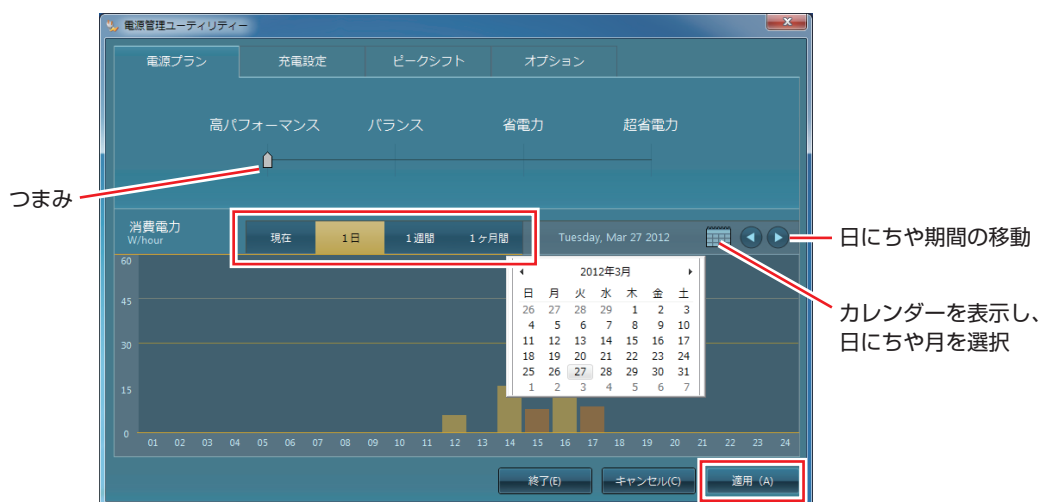 電源管理ユーティリティー
電源プラン 充電設定 ピークシフト オプション
高パフォーマンス バランス 省電力 超省電力
つまみ
消費電力
W/hour
現在 1日 1週間 1ヶ月間 Tuesday, Mar 27 2012
日にちや期間の移動
カレンダーを表示し、
日にちや月を選択
2012年3月
日 月 火 水 木 金 土
26 27 28 29 1 2 3
4 5 6 7 8 9 10
11 12 13 14 15 16 17
18 19 20 21 22 23 24
25 26 27 28 29 30 31
1 2 3 4 5 6 7
60
45
30
15
0
01 02 03 04 05 06 07 08 09 10 11 12 13 14 15 16 17 18 19 20 21 22 23 24
終了(E) キャンセル(C) 適用 (A)